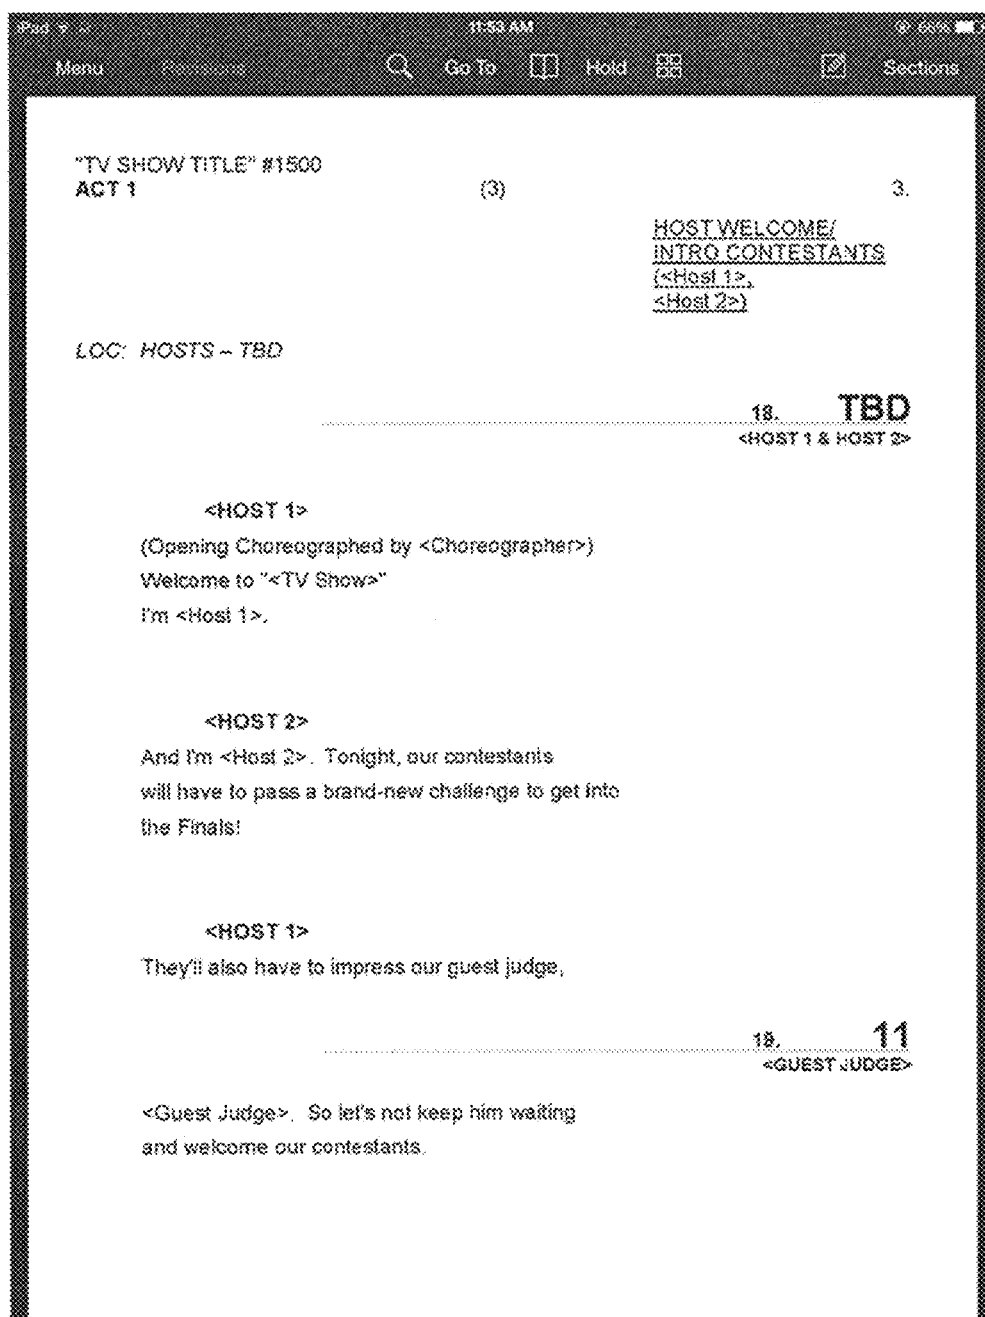 iPad 11:53 AM 66%
Menu Revisions Go To Hold Sections
"TV SHOW TITLE" #1500
ACT 1 (3) 3.
HOST WELCOME/
INTRO CONTESTANTS
(<Host 1>,
<Host 2>)
LOC: HOSTS – TBD
18. TBD
<HOST 1 & HOST 2>
<HOST 1>
(Opening Choreographed by <Choreographer>)
Welcome to "<TV Show>"
I'm <Host 1>.
<HOST 2>
And I'm <Host 2>. Tonight, our contestants
will have to pass a brand-new challenge to get into
the Finals!
<HOST 1>
They'll also have to impress our guest judge,
19. 11
<GUEST JUDGE>
<Guest Judge>. So let's not keep him waiting
and welcome our contestants.